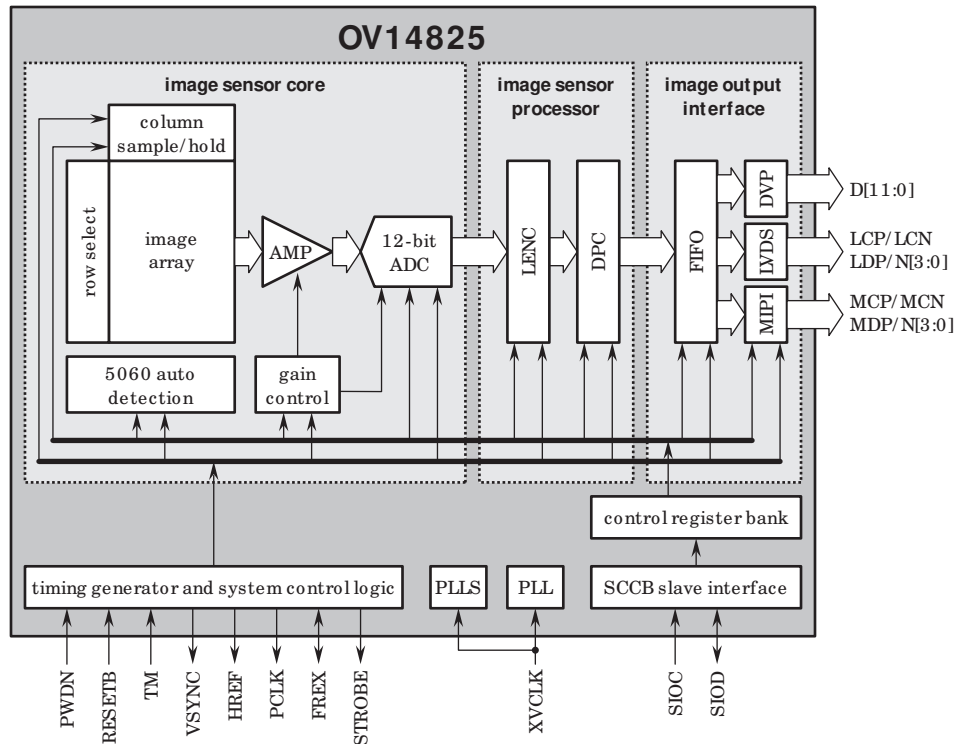 OV14825
image sensor core
image sensor
processor
image output
interface
column
sample/hold
row select
image
array
AMP
12-bit
ADC
LENC
DPC
FIFO
DVP
LVDS
MIPI
D[11:0]
LCP/LCN
LDP/N[3:0]
MCP/MCN
MDP/N[3:0]
5060 auto
detection
gain
control
control register bank
timing generator and system control logic
PLLS
PLL
SCCB slave interface
PWDN
RESETB
TM
VSYNC
HREF
PCLK
FREX
STROBE
XVCLK
SIOC
SIOD